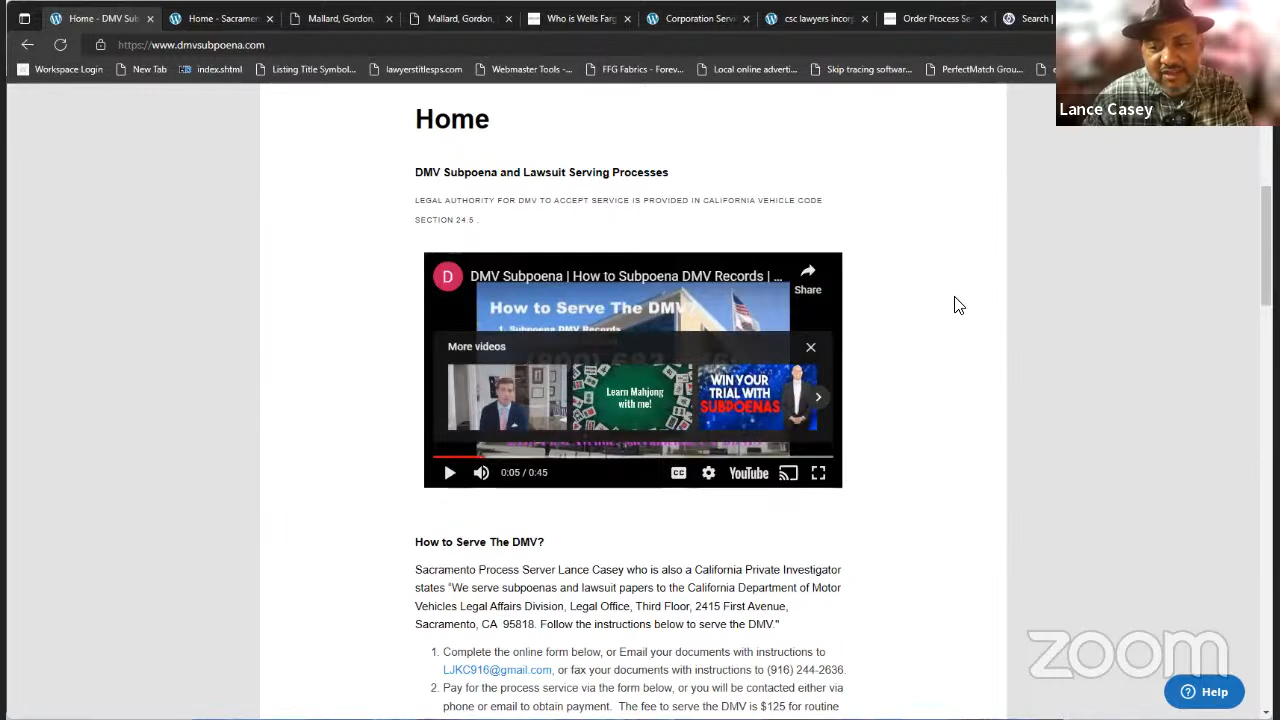 Home - DMV Sub
Home - Sacramen
Mallard, Gordon,
Mallard, Gordon,
Who is Wells Farg
Corporation Serv
csc lawyers incorp
Order Process Se
Search |
https://www.dmvsubpoena.com
Workspace Login
New Tab
index.shtml
Listing Title Symbol...
lawyerstitleps.com
Webmaster Tools -...
FFG Fabrics - Forev...
Local online adverti...
Skip tracing softwar...
PerfectMatch Grou...
Lance Casey
Home
DMV Subpoena and Lawsuit Serving Processes
LEGAL AUTHORITY FOR DMV TO ACCEPT SERVICE IS PROVIDED IN CALIFORNIA VEHICLE CODE
SECTION 24.5 .
D
DMV Subpoena | How to Subpoena DMV Records | ...
Share
How to Serve The DMV?
1. Subpoena DMV Records
More videos
Learn Mahjong
with me!
WIN YOUR
TRIAL WITH
SUBPOENAS
0:05 / 0:45
CC
YouTube
How to Serve The DMV?
Sacramento Process Server Lance Casey who is also a California Private Investigator
states "We serve subpoenas and lawsuit papers to the California Department of Motor
Vehicles Legal Affairs Division, Legal Office, Third Floor, 2415 First Avenue,
Sacramento, CA 95818. Follow the instructions below to serve the DMV."
1. Complete the online form below, or Email your documents with instructions to
LJKC916@gmail.com, or fax your documents with instructions to (916) 244-2636.
2. Pay for the process service via the form below, or you will be contacted either via
phone or email to obtain payment. The fee to serve the DMV is $125 for routine
zoom
Help